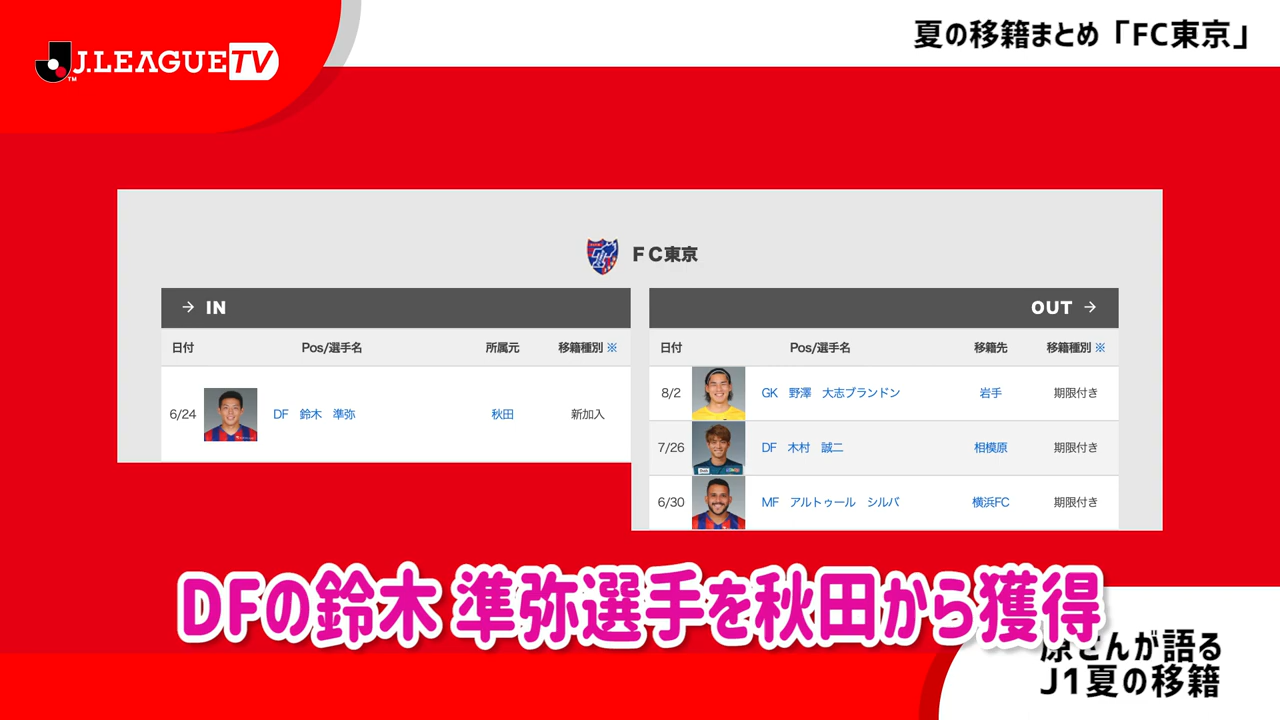 J.LEAGUE TV
TM
夏の移籍まとめ「FC東京」
FC東京
→ IN
日付 Pos/選手名 所属元 移籍種別 ※
6/24 DF 鈴木 準弥 秋田 新加入
OUT →
日付 Pos/選手名 移籍先 移籍種別 ※
8/2 GK 野澤 大志ブランドン 岩手 期限付き
7/26 DF 木村 誠二 相模原 期限付き
6/30 MF アルトゥール シルバ 横浜FC 期限付き
DFの鈴木 準弥選手を秋田から獲得
原さんが語る
J1夏の移籍